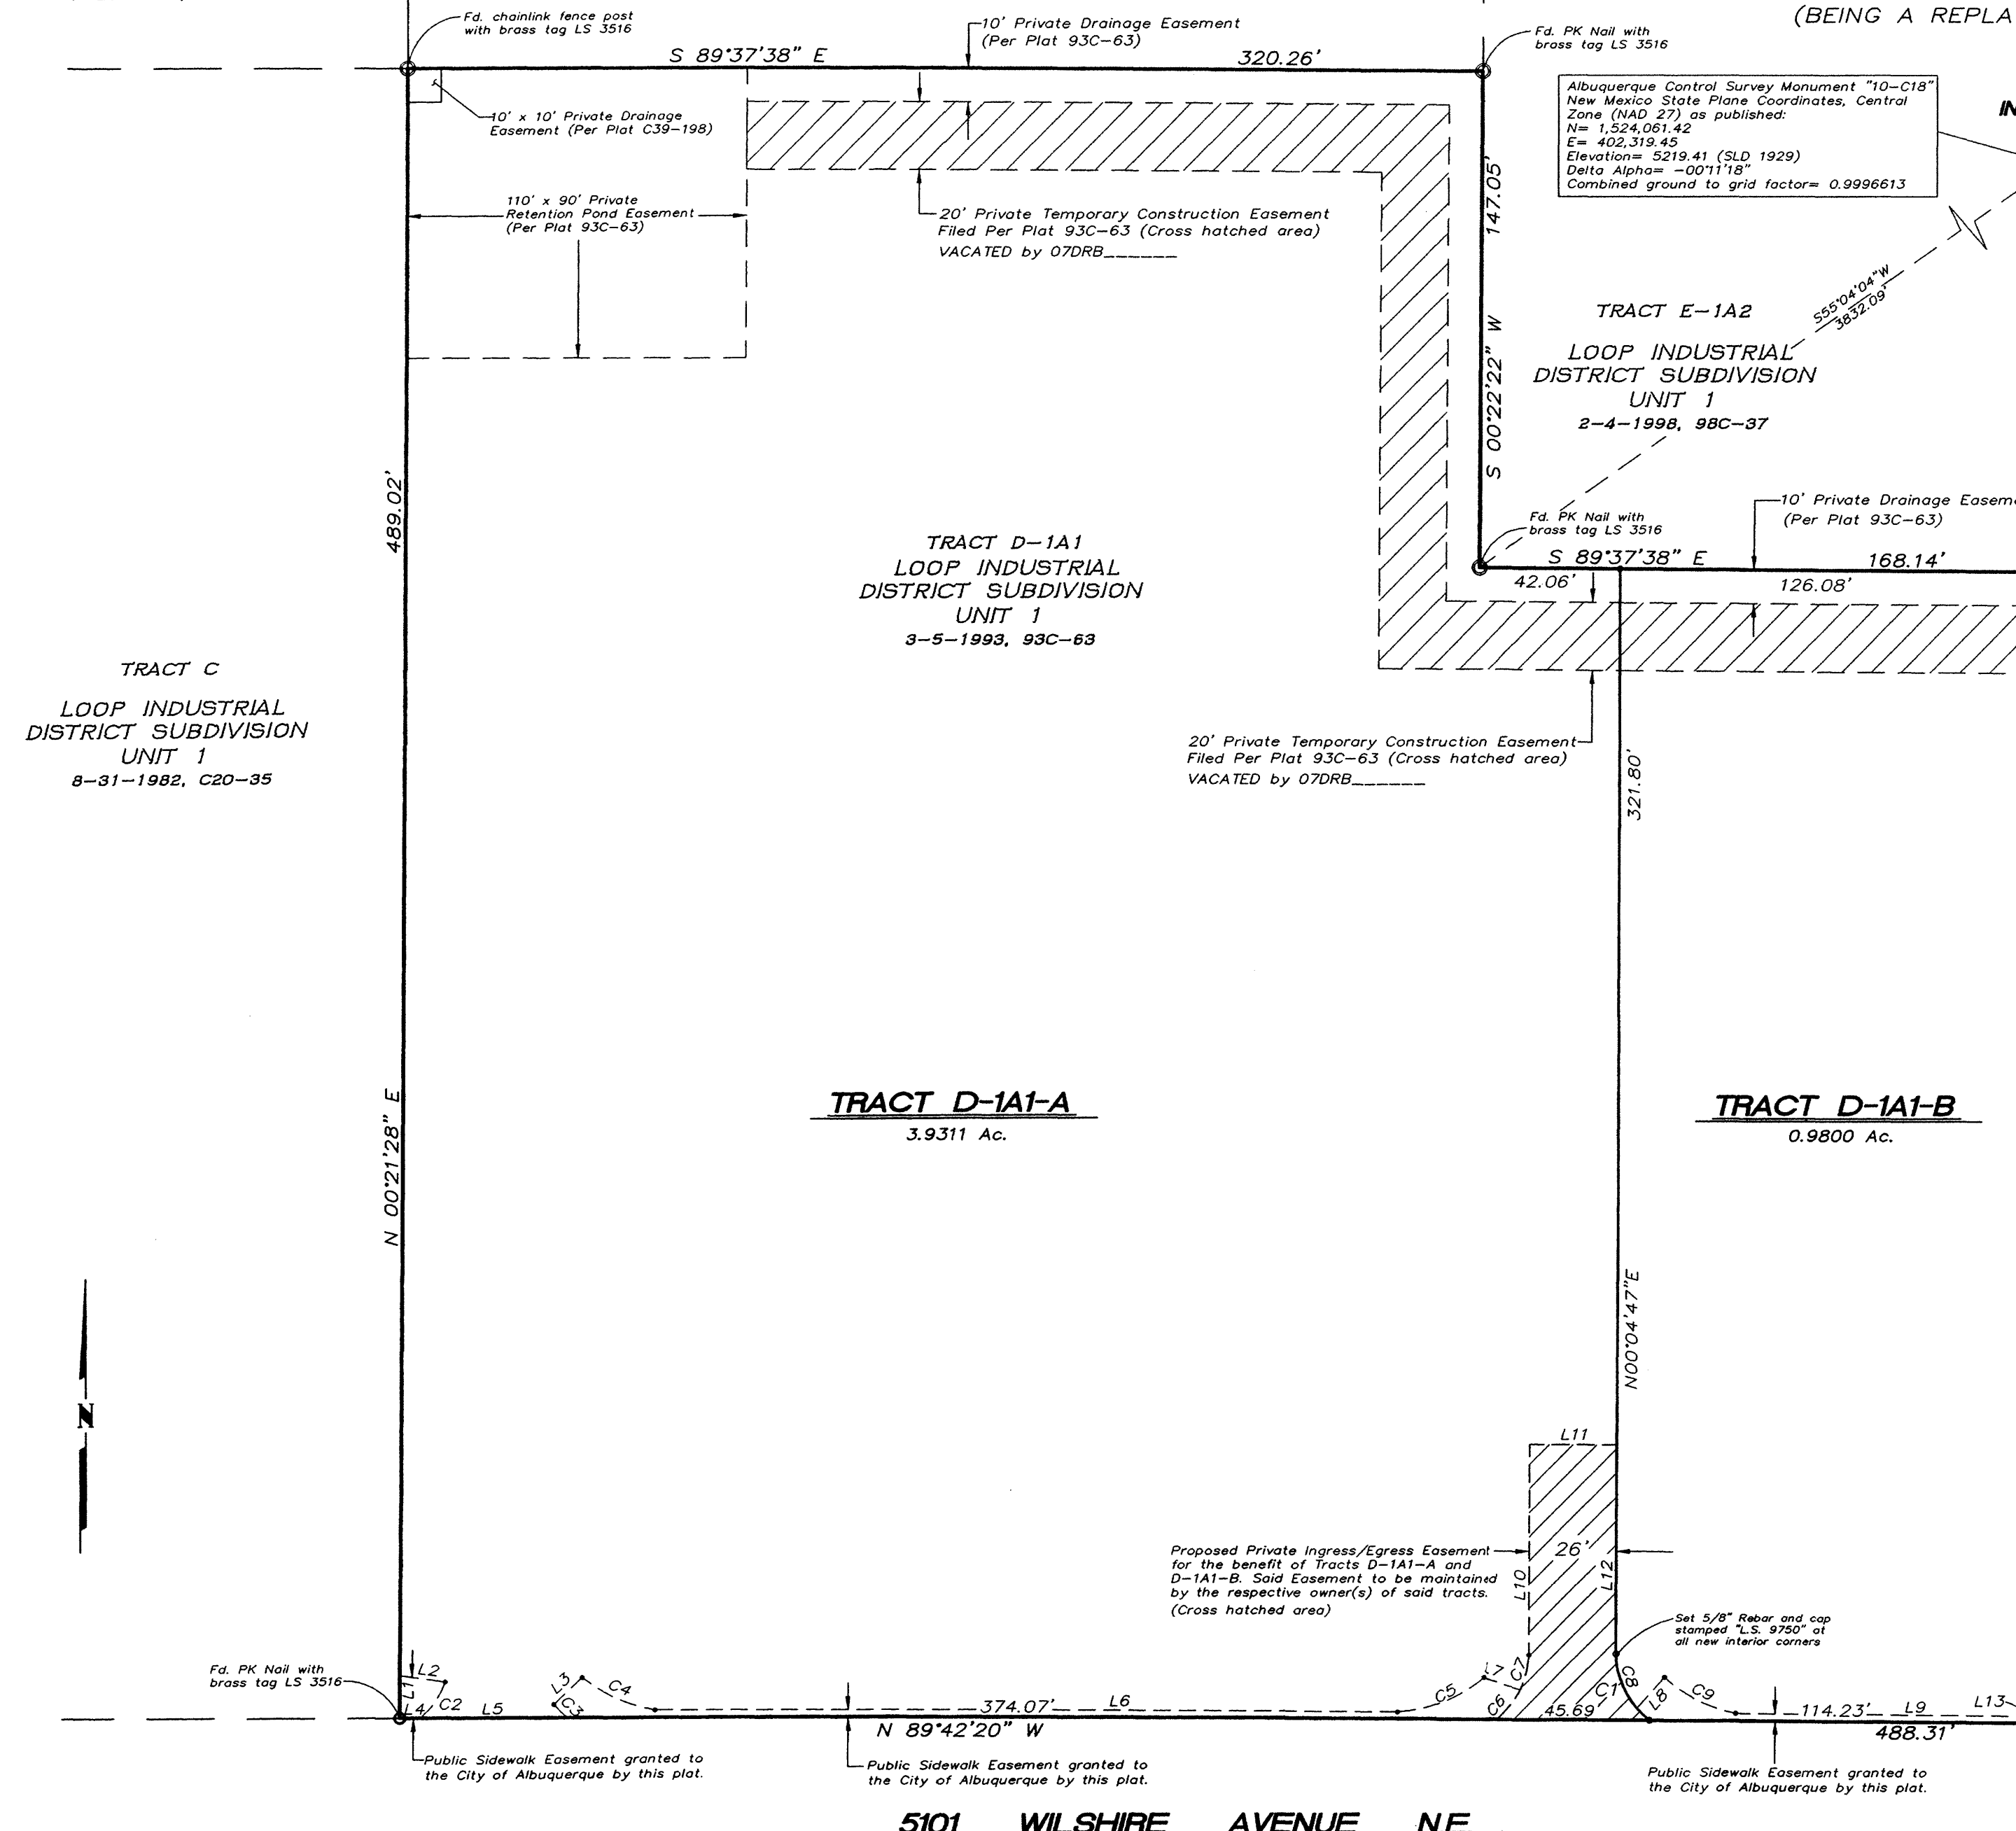 (BEING A REPLA
Fd. chainlink fence post
with brass tag LS 3516
10' Private Drainage Easement
(Per Plat 93C-63)
Fd. PK Nail with
brass tag LS 3516
S 89°37'38" E
320.26'
10' x 10' Private Drainage
Easement (Per Plat C39-198)
Albuquerque Control Survey Monument "10-C18"
New Mexico State Plane Coordinates, Central
Zone (NAD 27) as published:
N= 1,524,061.42
E= 402,319.45
Elevation= 5219.41 (SLD 1929)
Delta Alpha= -00°11'18"
Combined ground to grid factor= 0.9996613
IN
110' x 90' Private
Retention Pond Easement
(Per Plat 93C-63)
20' Private Temporary Construction Easement
Filed Per Plat 93C-63 (Cross hatched area)
VACATED by 07DRB______
147.05'
S 00°22'22" W
S55°04'04"W
3832.09'
TRACT E-1A2
LOOP INDUSTRIAL
DISTRICT SUBDIVISION
UNIT 1
2-4-1998, 98C-37
489.02'
N 00°21'28" E
TRACT D-1A1
LOOP INDUSTRIAL
DISTRICT SUBDIVISION
UNIT 1
3-5-1993, 93C-63
Fd. PK Nail with
brass tag LS 3516
10' Private Drainage Easem
(Per Plat 93C-63)
S 89°37'38" E
168.14'
42.06'
126.08'
TRACT C
LOOP INDUSTRIAL
DISTRICT SUBDIVISION
UNIT 1
8-31-1982, C20-35
20' Private Temporary Construction Easement
Filed Per Plat 93C-63 (Cross hatched area)
VACATED by 07DRB______
321.80'
N00°04'47"E
TRACT D-1A1-A
3.9311 Ac.
TRACT D-1A1-B
0.9800 Ac.
N
L11
Proposed Private Ingress/Egress Easement
for the benefit of Tracts D-1A1-A and
D-1A1-B. Said Easement to be maintained
by the respective owner(s) of said tracts.
(Cross hatched area)
26'
L10
L12
Set 5/8" Rebar and cap
stamped "L.S. 9750" at
all new interior corners
Fd. PK Nail with
brass tag LS 3516
L1
L2
L4
C2
L5
L3
C3
C4
374.07'
L6
N 89°42'20" W
C5
L7
C7
C6
45.69
C1
C8
L8
C9
114.23'
L9
L13
488.31'
Public Sidewalk Easement granted to
the City of Albuquerque by this plat.
Public Sidewalk Easement granted to
the City of Albuquerque by this plat.
Public Sidewalk Easement granted to
the City of Albuquerque by this plat.
5101 WILSHIRE AVENUE NE